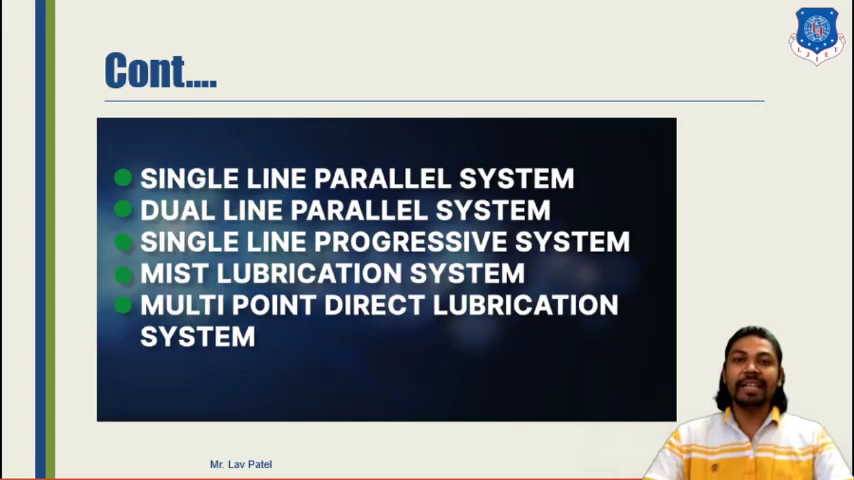 Cont....
SINGLE LINE PARALLEL SYSTEM
DUAL LINE PARALLEL SYSTEM
SINGLE LINE PROGRESSIVE SYSTEM
MIST LUBRICATION SYSTEM
MULTI POINT DIRECT LUBRICATION
SYSTEM
Mr. Lav Patel